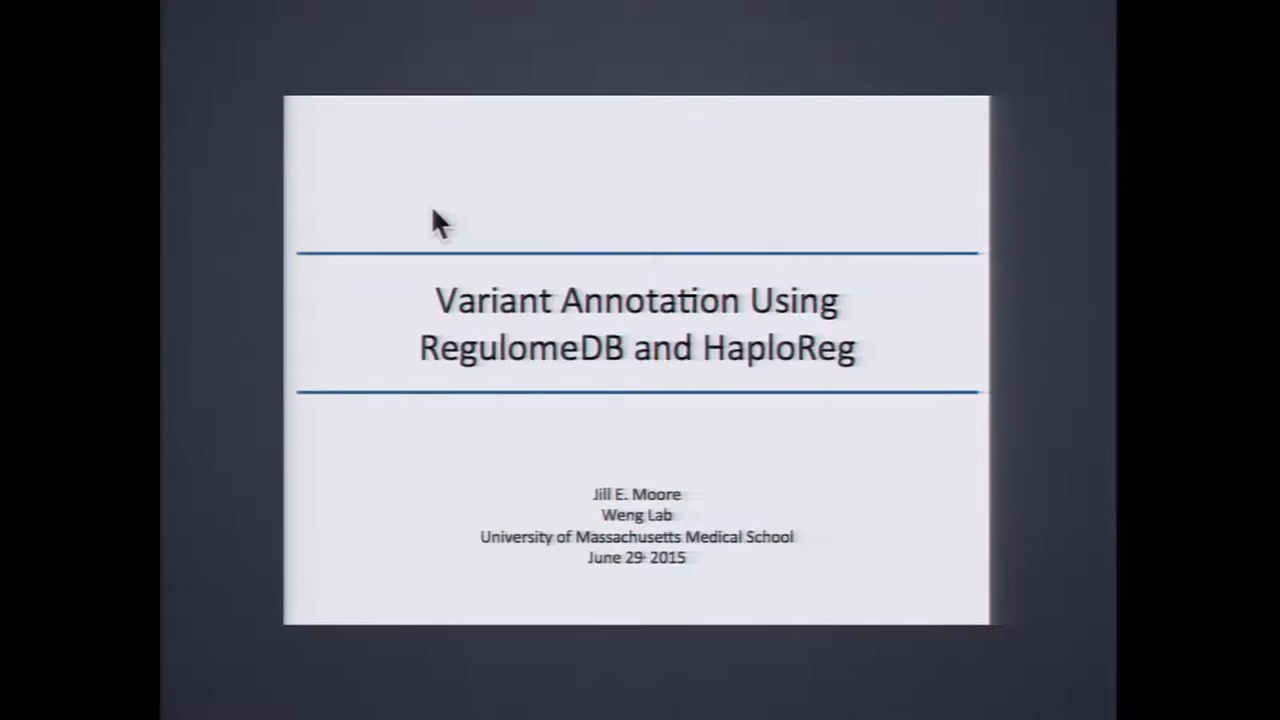 Variant Annotation Using
RegulomeDB and HaploReg
Jill E. Moore
Weng Lab
University of Massachusetts Medical School
June 29 2015